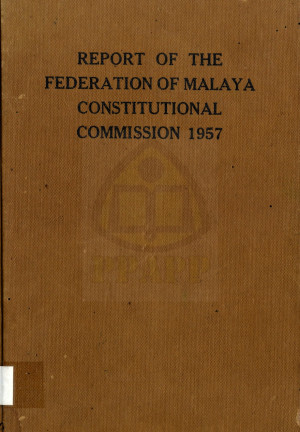 REPORT OF THE
FEDERATION OF MALAYA
CONSTITUTIONAL
COMMISSION 1957